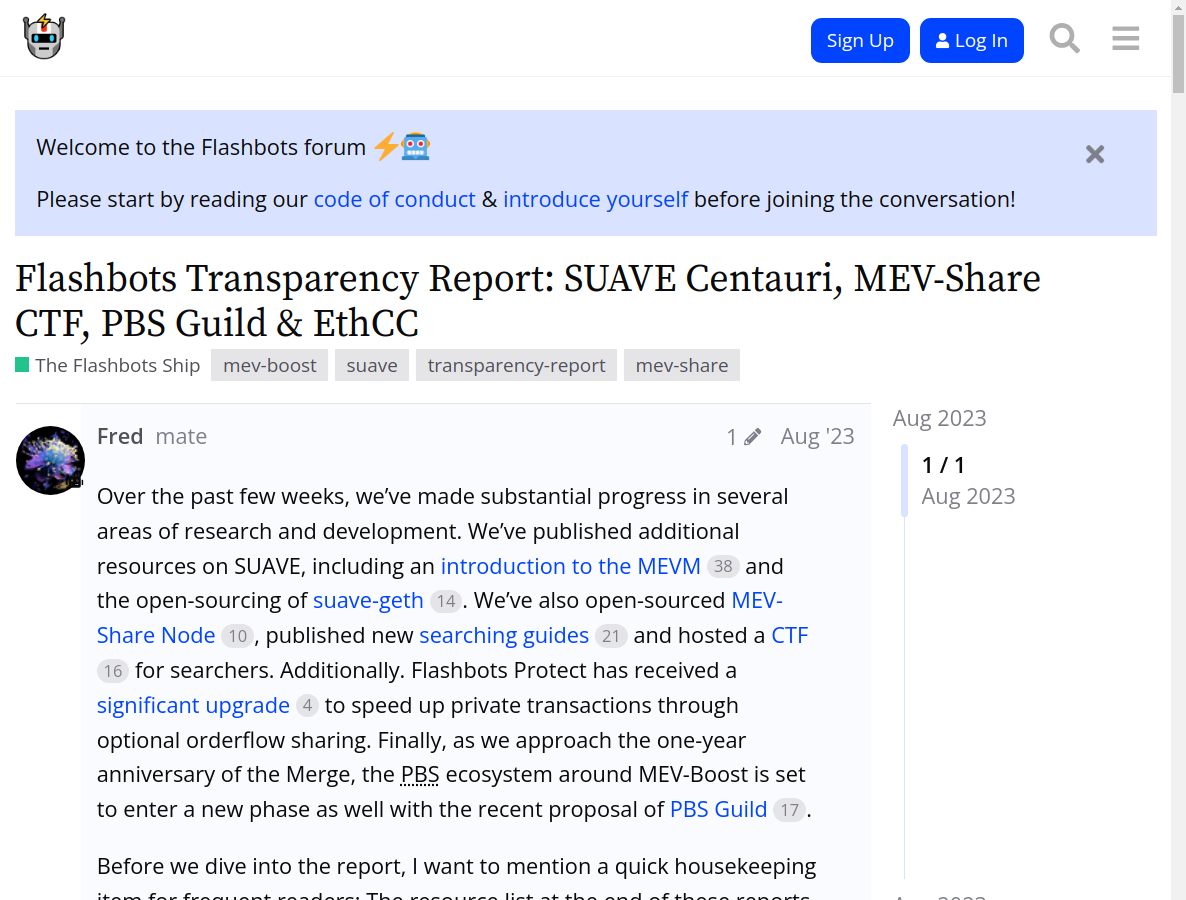 Sign Up
Log In
Welcome to the Flashbots forum
Please start by reading our code of conduct & introduce yourself before joining the conversation!
Flashbots Transparency Report: SUAVE Centauri, MEV-Share
CTF, PBS Guild & EthCC
The Flashbots Ship mev-boost suave transparency-report mev-share
Fred mate 1 Aug '23
Over the past few weeks, we’ve made substantial progress in several
areas of research and development. We’ve published additional
resources on SUAVE, including an introduction to the MEVM 38 and
the open-sourcing of suave-geth 14. We’ve also open-sourced MEV-
Share Node 10, published new searching guides 21 and hosted a CTF
16 for searchers. Additionally. Flashbots Protect has received a
significant upgrade 4 to speed up private transactions through
optional orderflow sharing. Finally, as we approach the one-year
anniversary of the Merge, the PBS ecosystem around MEV-Boost is set
to enter a new phase as well with the recent proposal of PBS Guild 17.
Before we dive into the report, I want to mention a quick housekeeping
item for frequent readers: The resource list at the end of these reports
Aug 2023
1 / 1
Aug 2023
Aug 2023